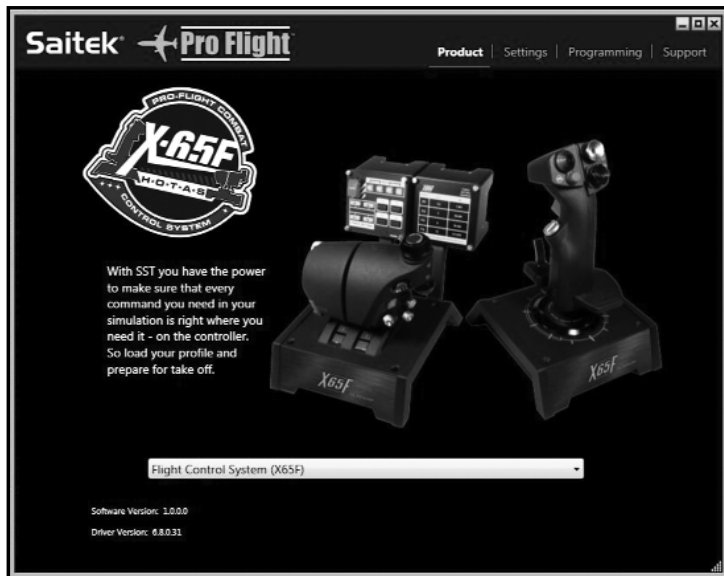 Saitek Pro Flight
Product | Settings | Programming | Support
PRO-FLIGHT COMBAT
X-65F
H-O-T-A-S
CONTROL SYSTEM
With SST you have the power
to make sure that every
command you need in your
simulation is right where you
need it - on the controller.
So load your profile and
prepare for take off.
X65F
X65F
Flight Control System (X65F)
Software Version: 1.0.0.0
Driver Version: 6.8.0.31